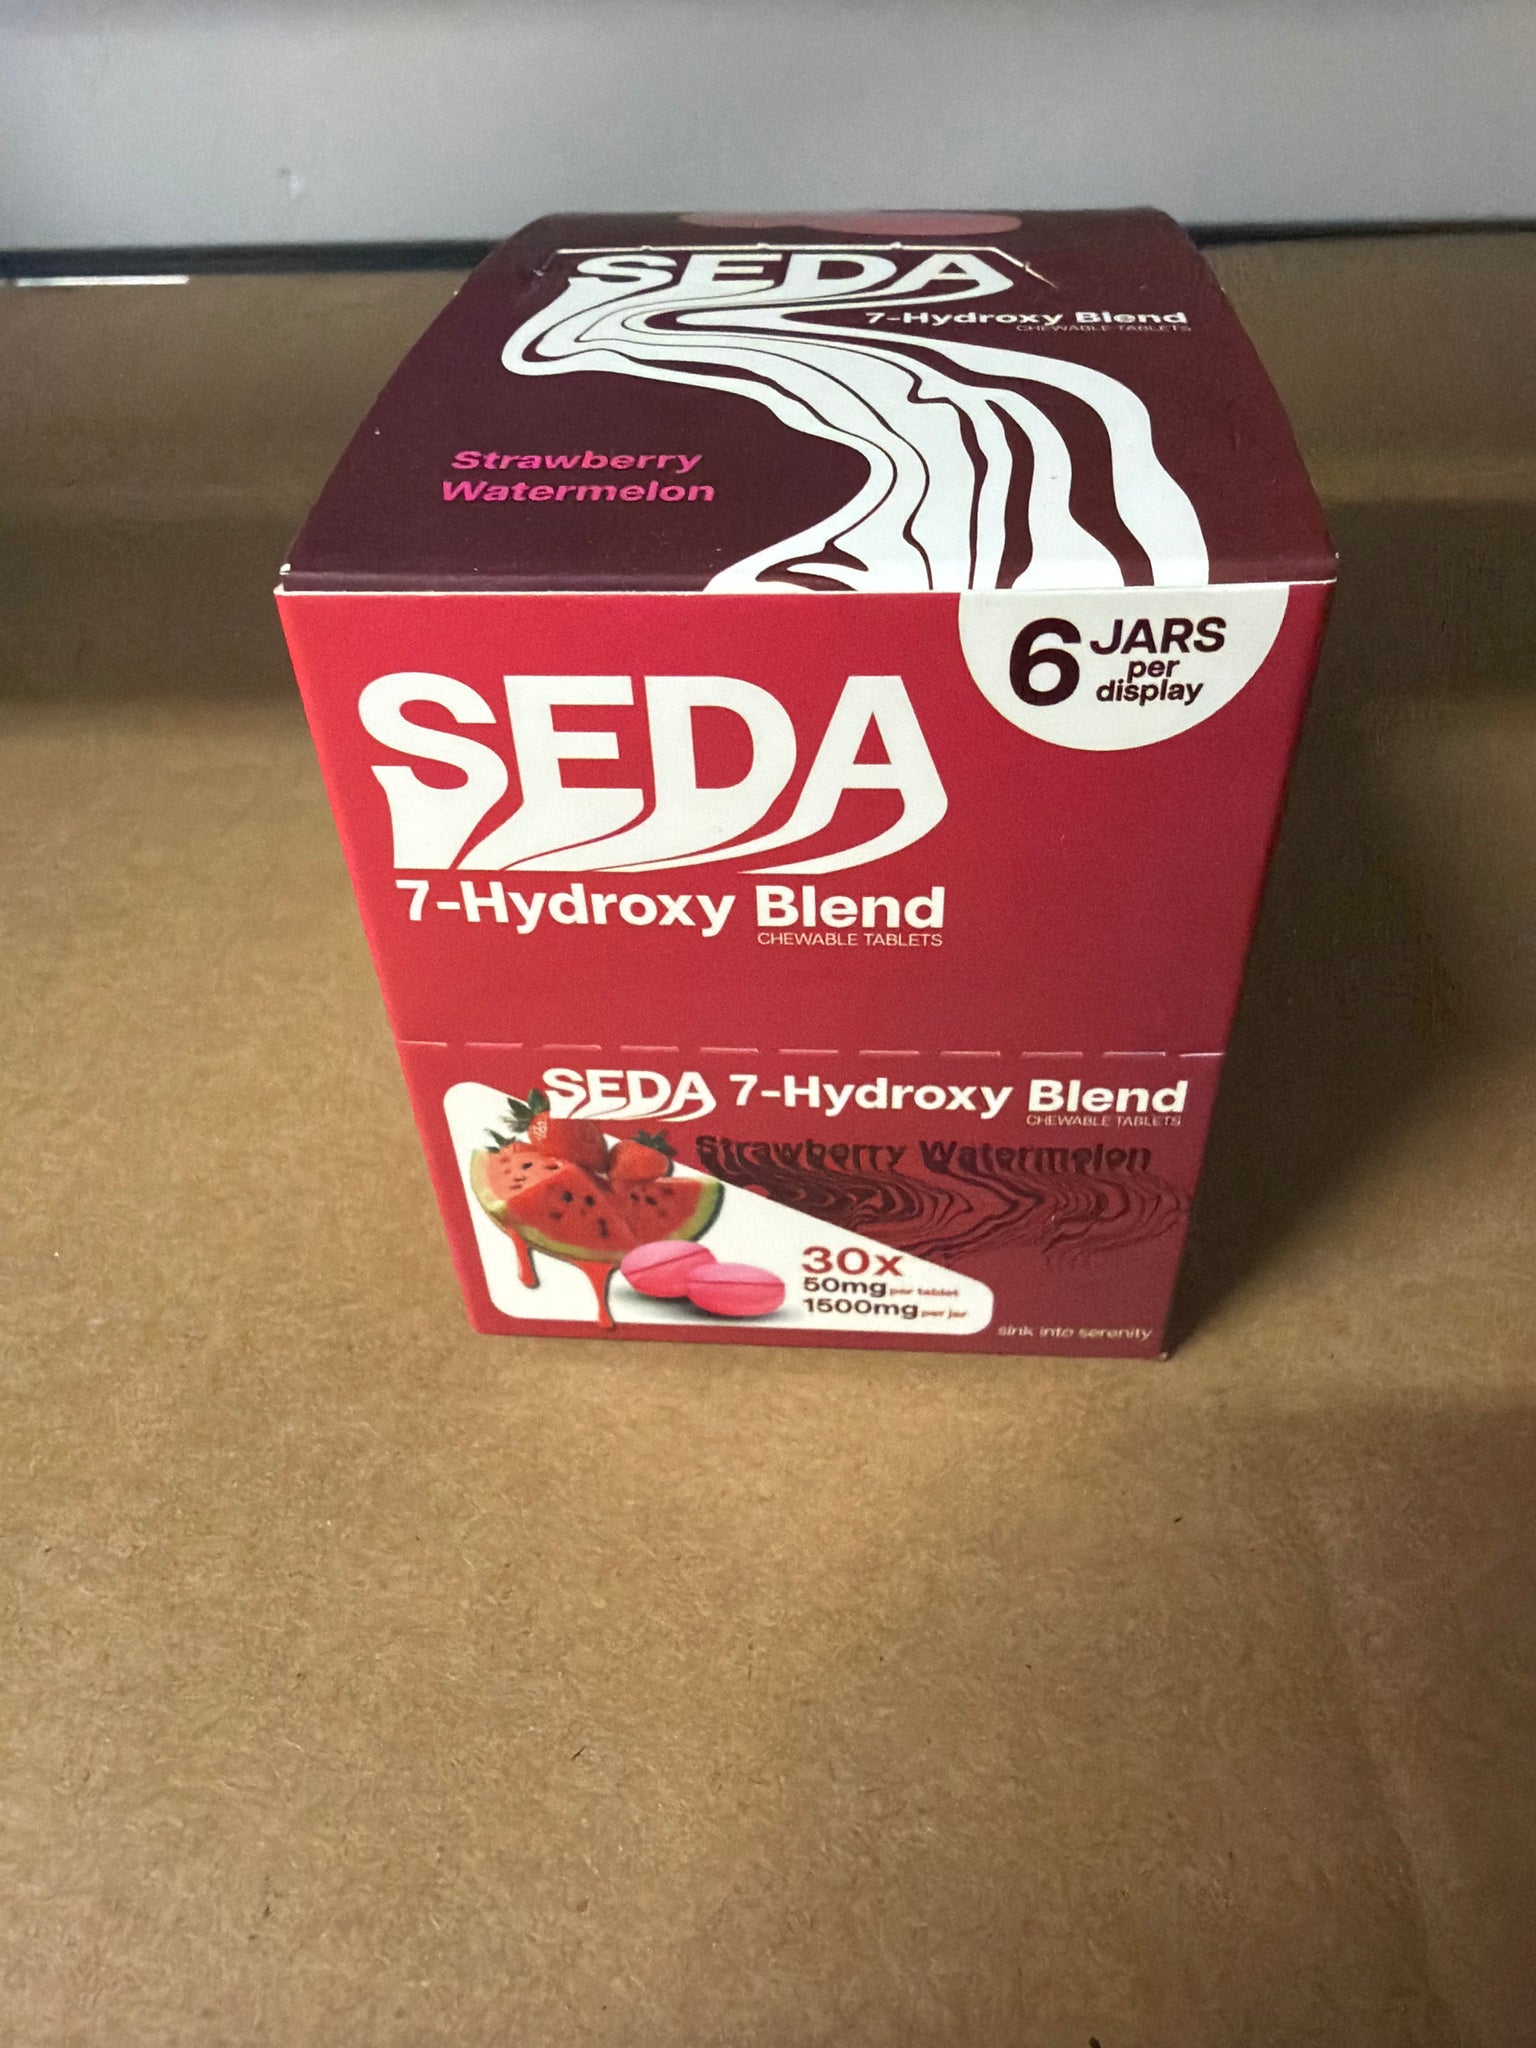 SEDA
7-Hydroxy Blend
CHEWABLE TABLETS
Strawberry
Watermelon
6 JARS
per
display
SEDA
7-Hydroxy Blend
CHEWABLE TABLETS
SEDA 7-Hydroxy Blend
CHEWABLE TABLETS
Strawberry Watermelon
30x
50mg per tablet
1500mg per jar
sink into serenity